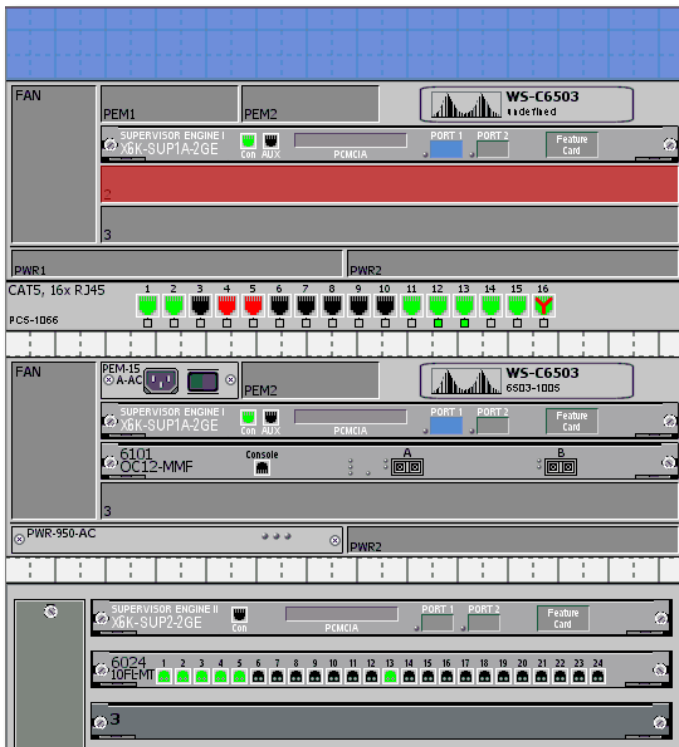 FAN
PEM1
PEM2
WS-C6503
undefined
SUPERVISOR ENGINE I
X6K-SUP1A-2GE
Con
AUX
PCMCIA
PORT 1
PORT 2
Feature
Card
2
3
PWR1
PWR2
CAT5, 16x RJ45
1 2 3 4 5 6 7 8 9 10 11 12 13 14 15 16
PCS-1066
FAN
PEM-15
A-AC
PEM2
WS-C6503
6503-1005
SUPERVISOR ENGINE I
X6K-SUP1A-2GE
Con
AUX
PCMCIA
PORT 1
PORT 2
Feature
Card
6101
OC12-MMF
Console
A
B
3
PWR-950-AC
PWR2
SUPERVISOR ENGINE II
X6K-SUP2-2GE
Con
PCMCIA
PORT 1
PORT 2
Feature
Card
6024
10FL-MT
1 2 3 4 5 6 7 8 9 10 11 12 13 14 15 16 17 18 19 20 21 22 23 24
3